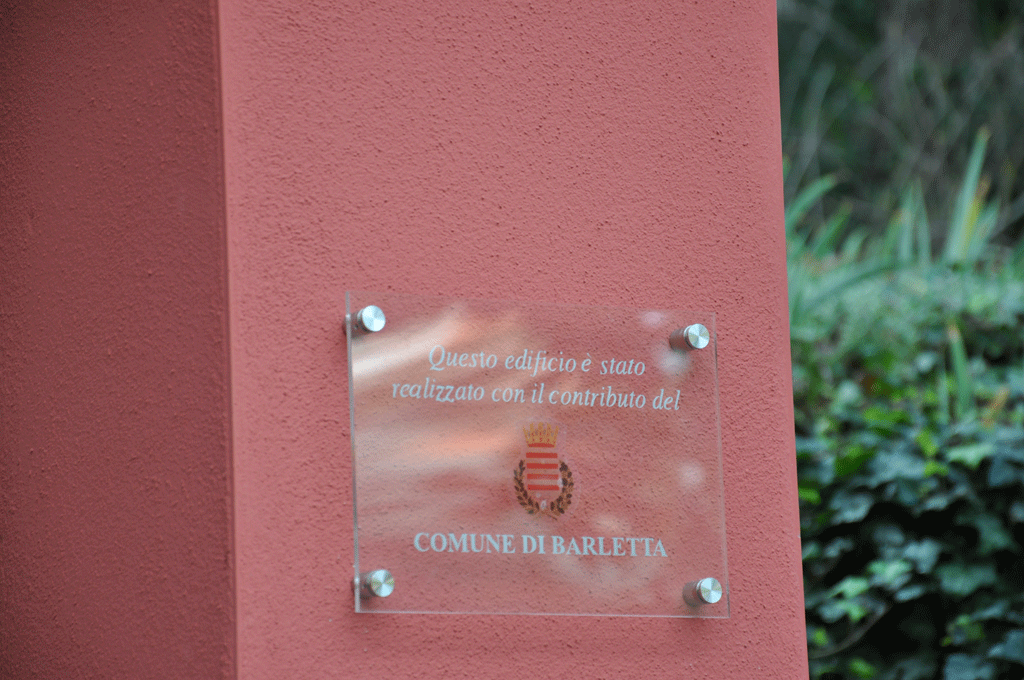 Questo edificio è stato
realizzato con il contributo del
COMUNE DI BARLETTA